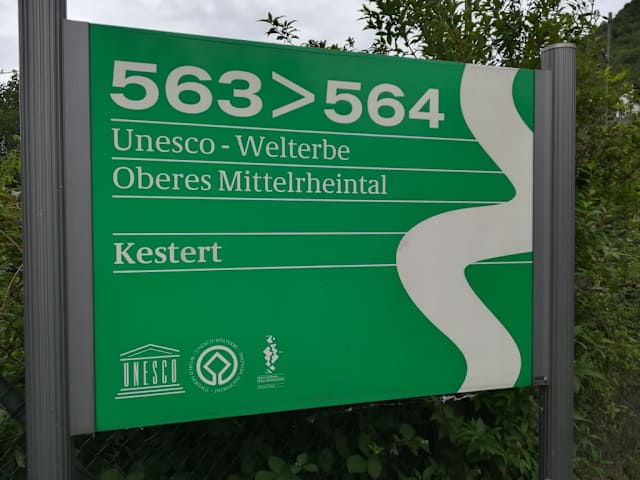 563>564
Unesco - Welterbe
Oberes Mittelrheintal
Kestert
UNESCO